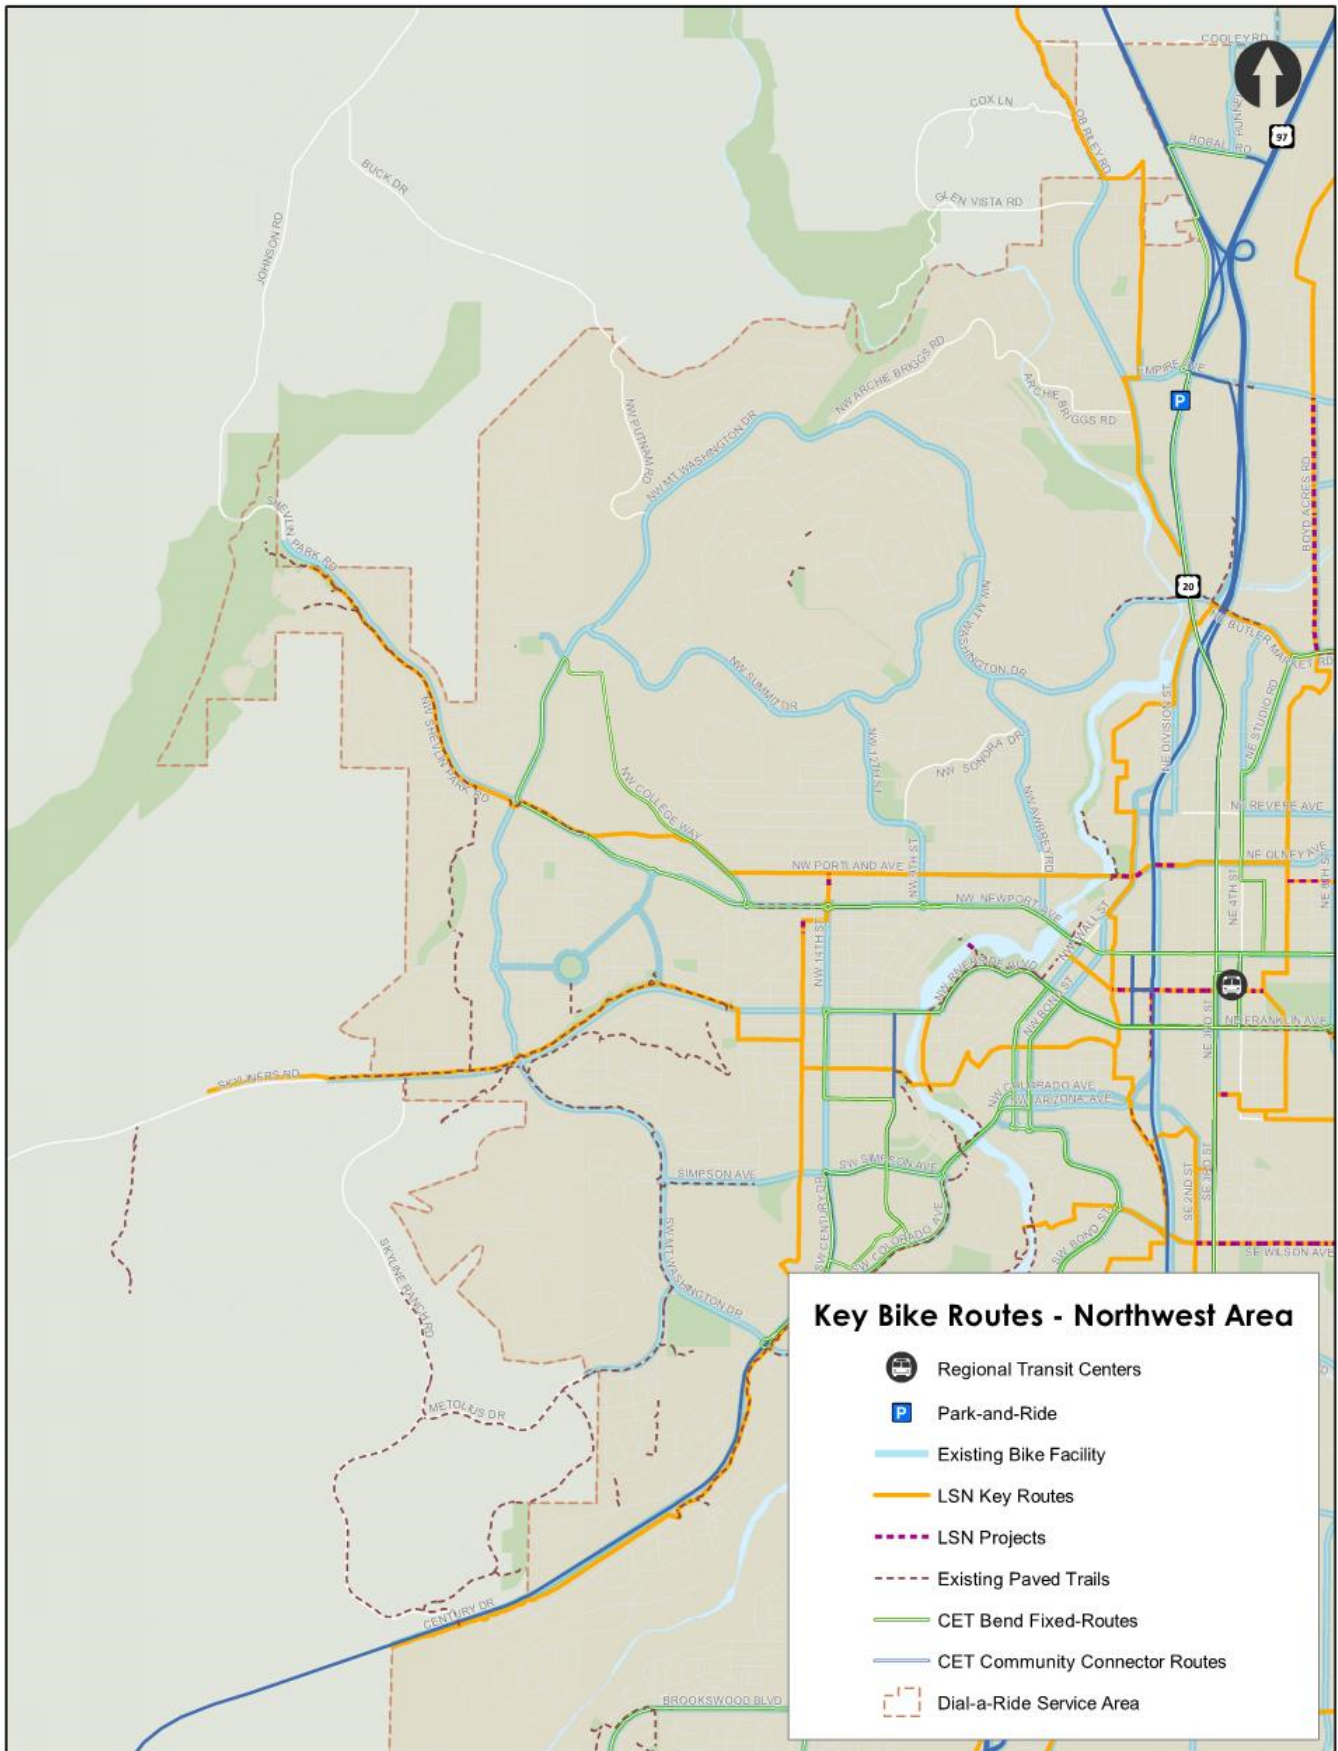 COOLEY RD
97
COX LN
OB RILEY RD
ROBAL RD
BUCK DR
GLEN VISTA RD
JOHNSON RD
NW ARCHIE BRIGGS RD
EMPIRE AVE
ARCHIE BRIGGS RD
P
NW PUTNAM RD
NW MT WASHINGTON DR
BOYD ACRES RD
SHEVLIN PARK RD
20
NW MT WASHINGTON DR
NE BUTLER MARKET RD
NW SUMMIT DR
NW SHEVLIN PARK RD
NE DIVISION ST
NE STUDIO RD
NW 12TH ST
NW SONORA DR
NW COLLEGE WAY
NW AWBREY RD
NE REVERE AVE
NW PORTLAND AVE
NW 9TH ST
NE OLNEY AVE
NE 8TH ST
NW NEWPORT AVE
NE 4TH ST
NW WALL ST
NW 14TH ST
NW RIVERSIDE BLVD
NW BOND ST
NE 3RD ST
NE FRANKLIN AVE
SKYLINERS RD
NW COLORADO AVE
NW ARIZONA AVE
SIMPSON AVE
SW SIMPSON AVE
SW CENTURY DR
SE 2ND ST
SE 3RD ST
SW COLORADO AVE
SW BOND ST
SE WILSON AVE
SKYLINE RANCH RD
SW MT WASHINGTON DR
METOLIUS DR
CENTURY DR
BROOKSWOOD BLVD
Key Bike Routes - Northwest Area
Regional Transit Centers
P Park-and-Ride
Existing Bike Facility
LSN Key Routes
LSN Projects
Existing Paved Trails
CET Bend Fixed-Routes
CET Community Connector Routes
Dial-a-Ride Service Area